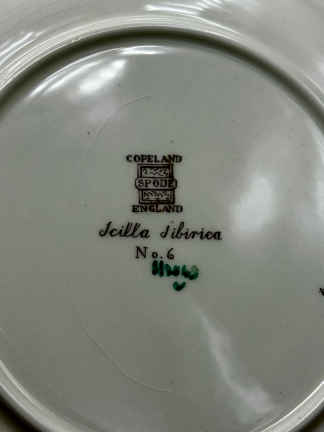 COPELAND
SPODE
ENGLAND
Scilla Sibirica
No. 6